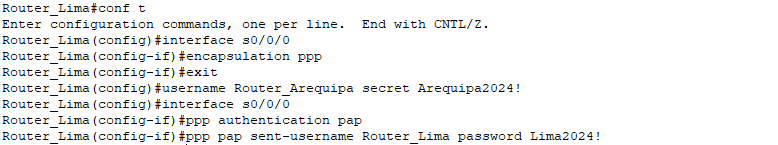 Router_Lima#conf t
Enter configuration commands, one per line.  End with CNTL/Z.
Router_Lima(config)#interface s0/0/0
Router_Lima(config-if)#encapsulation ppp
Router_Lima(config-if)#exit
Router_Lima(config)#username Router_Arequipa secret Arequipa2024!
Router_Lima(config)#interface s0/0/0
Router_Lima(config-if)#ppp authentication pap
Router_Lima(config-if)#ppp pap sent-username Router_Lima password Lima2024!